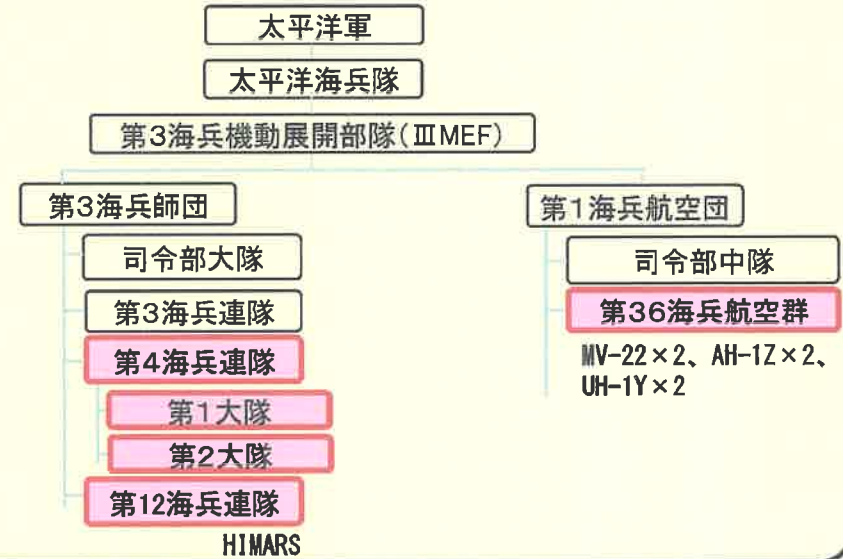 太平洋軍
太平洋海兵隊
第3海兵機動展開部隊(ⅢMEF)
第3海兵師団
司令部大隊
第3海兵連隊
第4海兵連隊
第1大隊
第2大隊
第12海兵連隊
HIMARS
第1海兵航空団
司令部中隊
第36海兵航空群
MV-22×2、AH-1Z×2、
UH-1Y×2